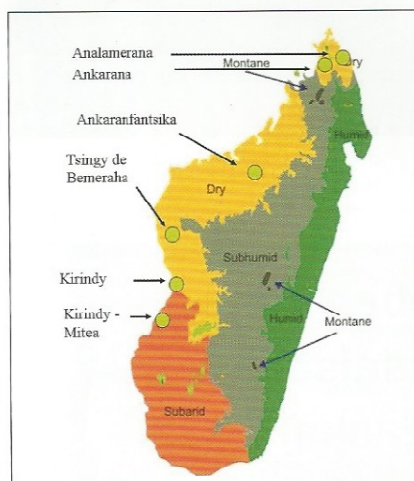 Analamerana
Ankarana
Montane
Dry
Humid
Ankaranfantsika
Tsingy de
Bemeraha
Dry
Subhumid
Kirindy
Kirindy -
Mitea
Humid
Montane
Subarid